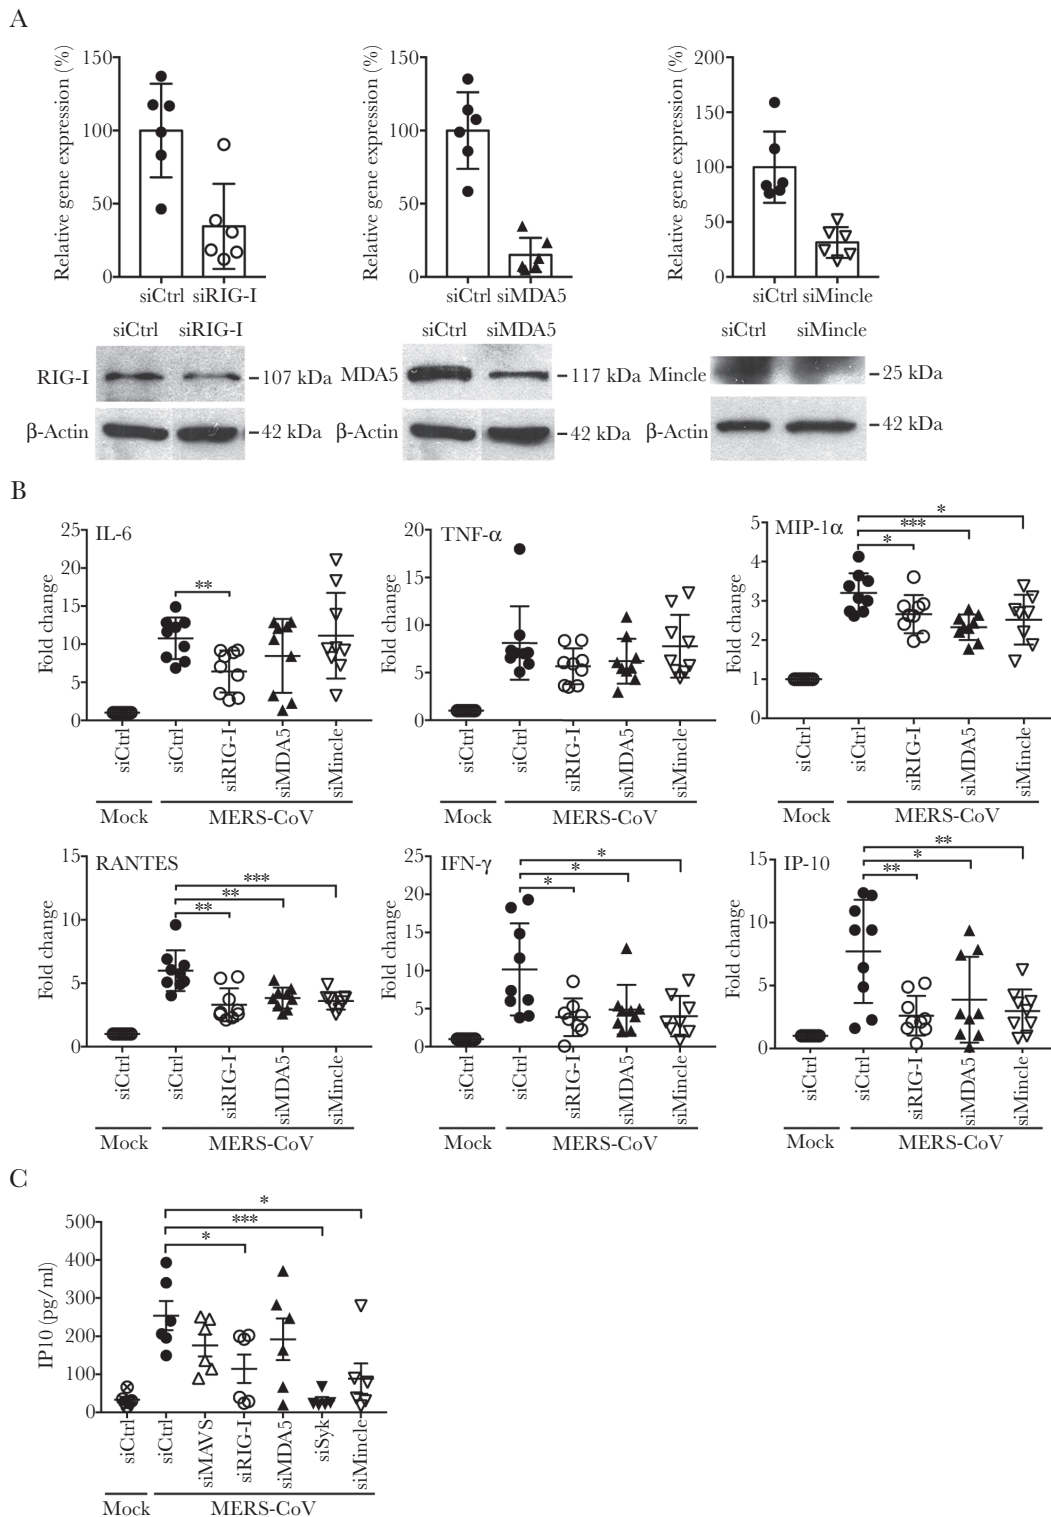 A
Relative gene expression (%)
150
100
50
0
siCtrl siRIG-I
Relative gene expression (%)
150
100
50
0
siCtrl siMDA5
Relative gene expression (%)
200
150
100
50
0
siCtrl siMincle
siCtrl siRIG-I
RIG-I
107 kDa
β-Actin
42 kDa
siCtrl siMDA5
MDA5
117 kDa
β-Actin
42 kDa
siCtrl siMincle
Mincle
25 kDa
β-Actin
42 kDa
B
IL-6
Fold change
25
20
15
10
5
0
**
siCtrl
siCtrl
siRIG-I
siMDA5
siMincle
Mock
MERS-CoV
TNF-α
Fold change
20
15
10
5
0
siCtrl
siCtrl
siRIG-I
siMDA5
siMincle
Mock
MERS-CoV
MIP-1α
Fold change
5
4
3
2
1
0
*
***
*
siCtrl
siCtrl
siRIG-I
siMDA5
siMincle
Mock
MERS-CoV
RANTES
Fold change
15
10
5
0
***
**
**
siCtrl
siCtrl
siRIG-I
siMDA5
siMincle
Mock
MERS-CoV
IFN-γ
Fold change
25
20
15
10
5
0
*
*
*
siCtrl
siCtrl
siRIG-I
siMDA5
siMincle
Mock
MERS-CoV
IP-10
Fold change
15
10
5
0
**
*
**
siCtrl
siCtrl
siRIG-I
siMDA5
siMincle
Mock
MERS-CoV
C
IP10 (pg/ml)
500
400
300
200
100
0
*
***
*
siCtrl
siCtrl
siMAVS
siRIG-I
siMDA5
siSyk
siMincle
Mock
MERS-CoV